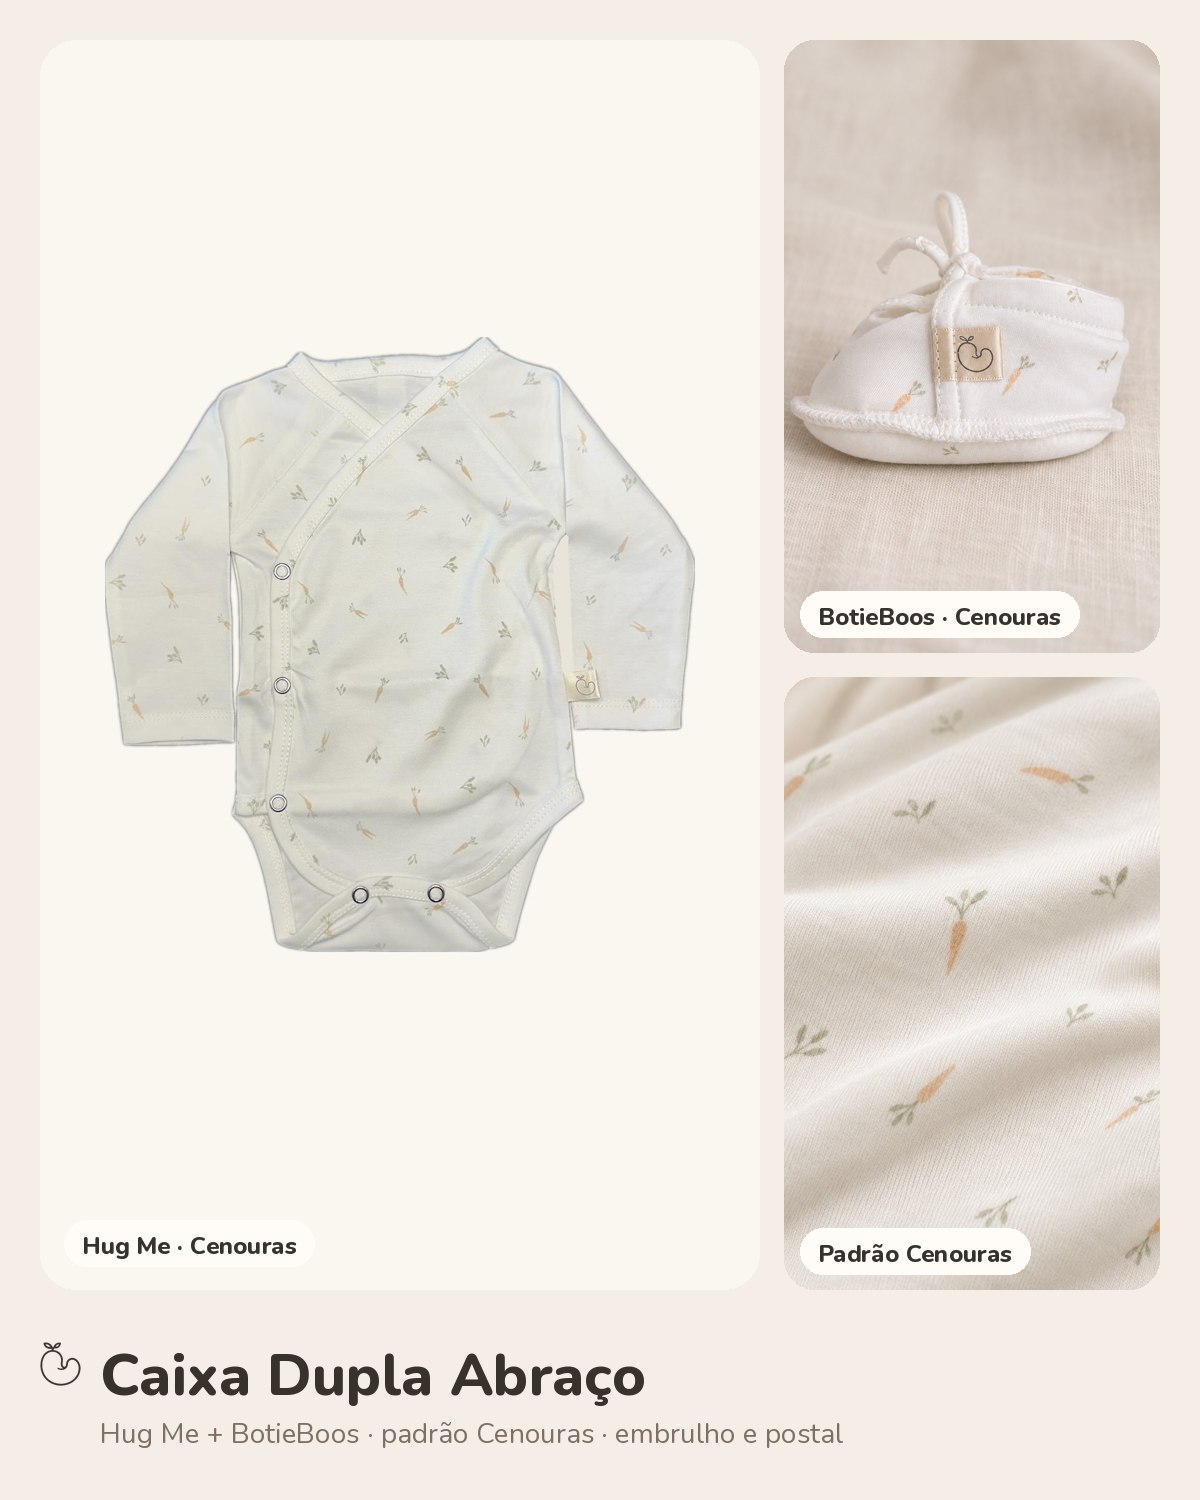 BotieBoos · Cenouras
Hug Me · Cenouras
Padrão Cenouras
Caixa Dupla Abraço
Hug Me + BotieBoos · padrão Cenouras · embrulho e postal